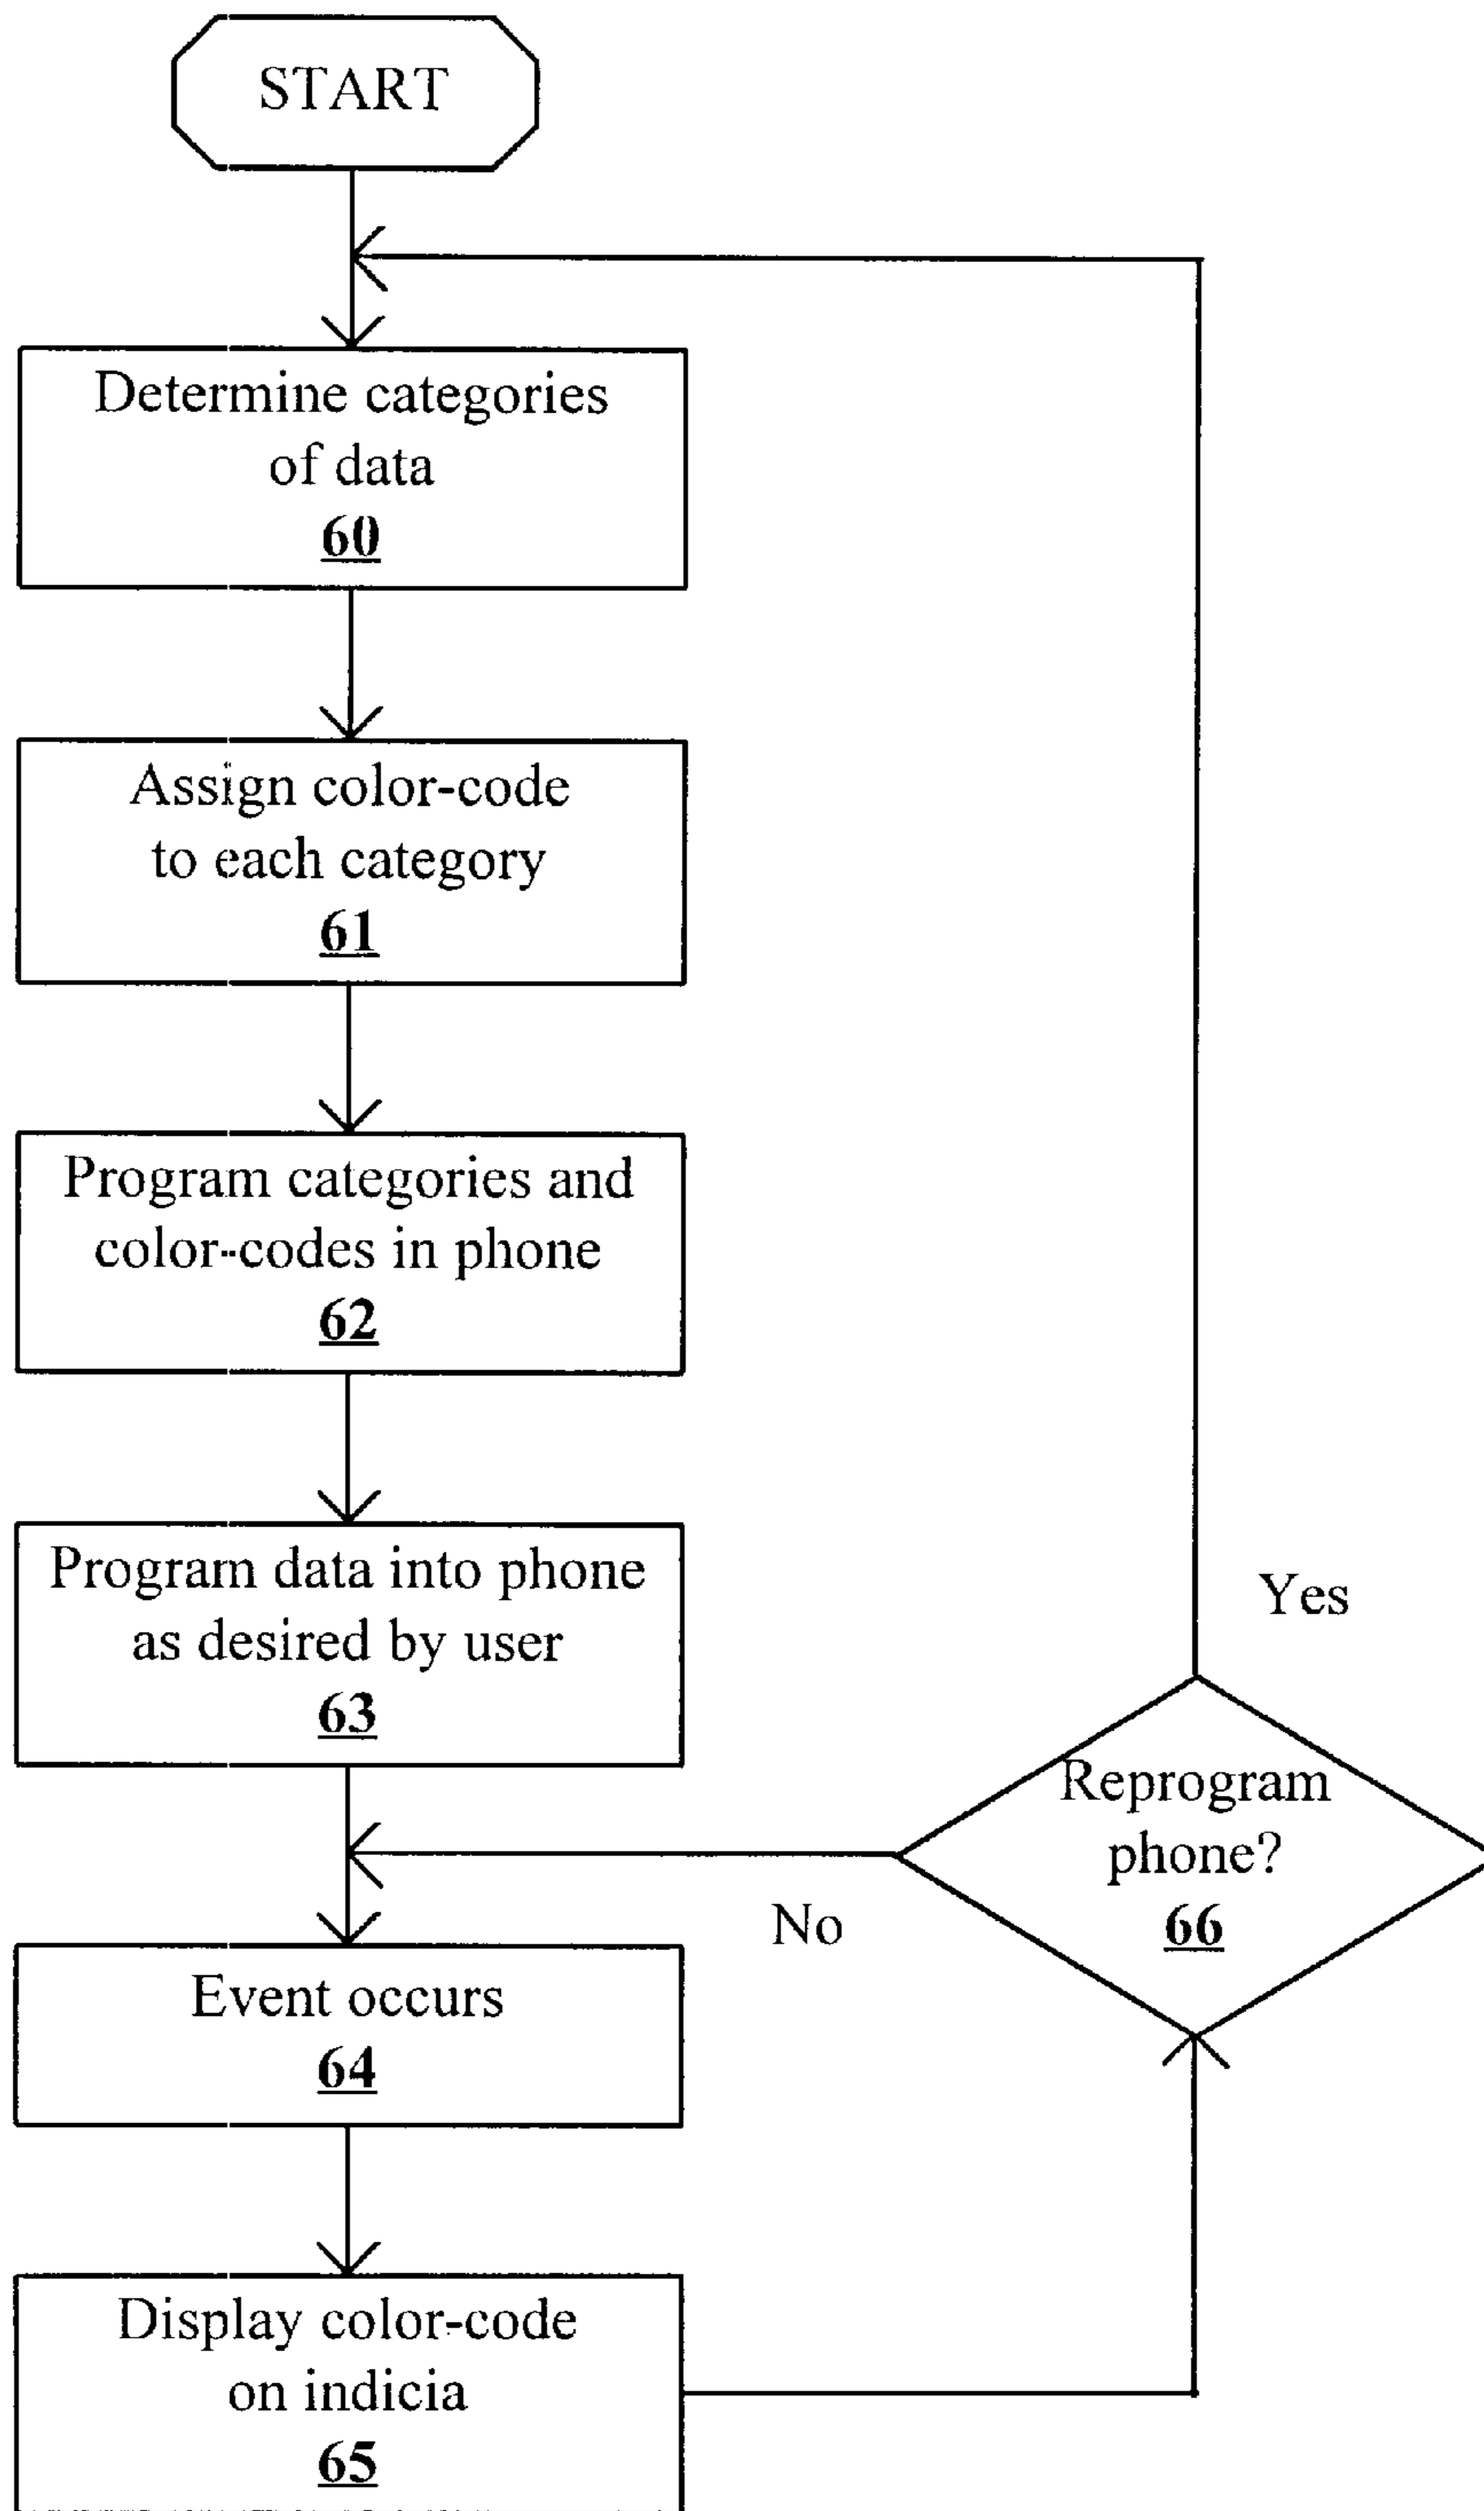 START
Determine categories
of data
60
Assign color-code
to each category
61
Program categories and
color-codes in phone
62
Program data into phone
as desired by user
63
Yes
Reprogram
phone?
66
No
Event occurs
64
Display color-code
on indicia
65